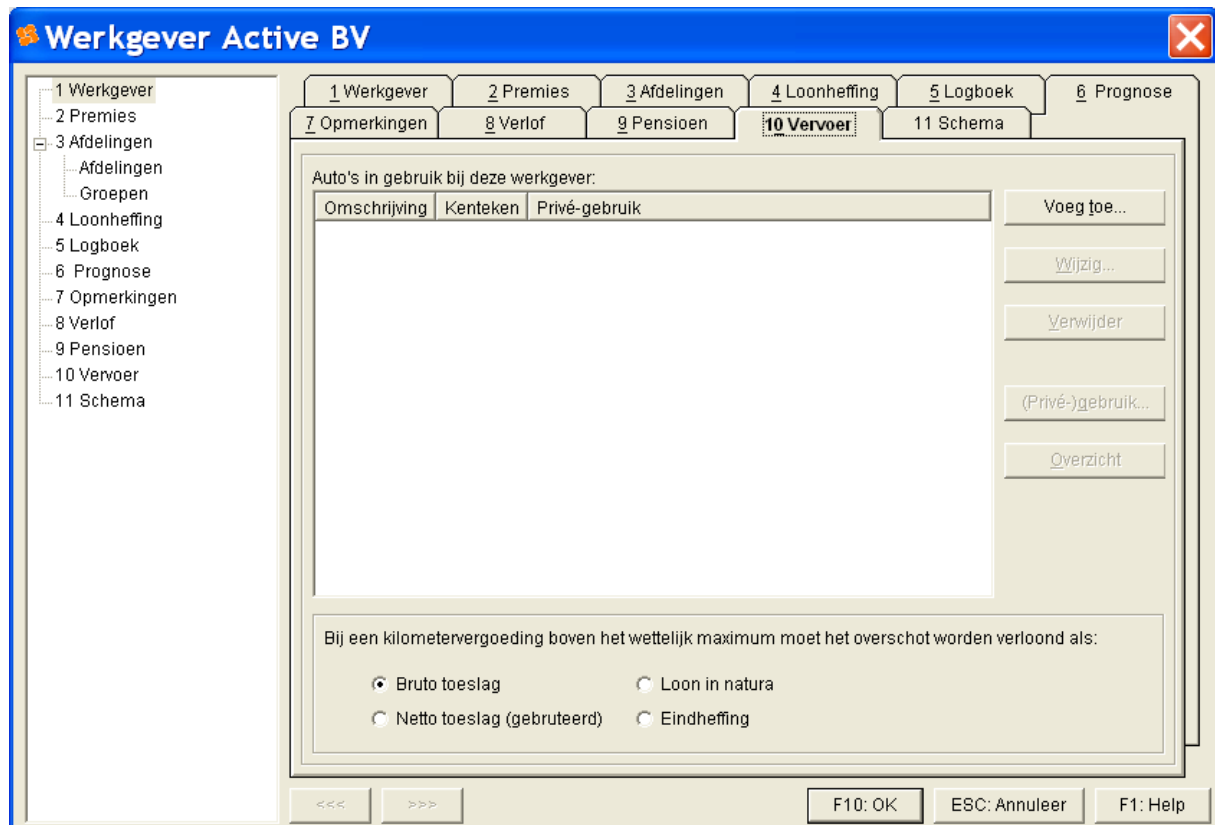 Werkgever Active BV
1 Werkgever
2 Premies
3 Afdelingen
Afdelingen
Groepen
4 Loonheffing
5 Logboek
6 Prognose
7 Opmerkingen
8 Verlof
9 Pensioen
10 Vervoer
11 Schema
1 Werkgever 2 Premies 3 Afdelingen 4 Loonheffing 5 Logboek 6 Prognose
7 Opmerkingen 8 Verlof 9 Pensioen 10 Vervoer 11 Schema
Auto's in gebruik bij deze werkgever:
Omschrijving Kenteken Privé-gebruik
Voeg toe...
Wijzig...
Verwijder
(Privé-)gebruik...
Overzicht
Bij een kilometervergoeding boven het wettelijk maximum moet het overschot worden verloond als:
Bruto toeslag Loon in natura
Netto toeslag (gebruteerd) Eindheffing
<<< >>> F10: OK ESC: Annuleer F1: Help